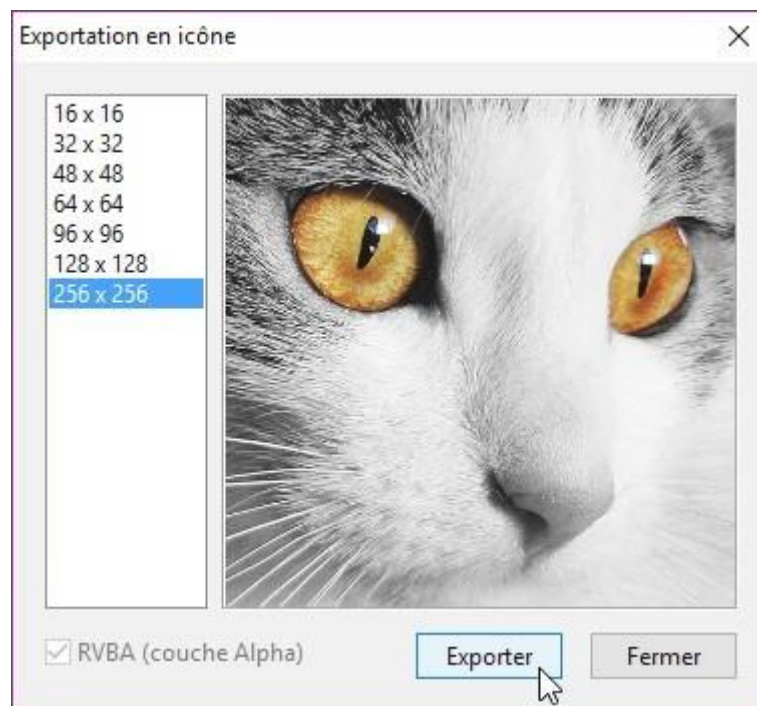 Exportation en icône
16 x 16
32 x 32
48 x 48
64 x 64
96 x 96
128 x 128
256 x 256
RVBA (couche Alpha)
Exporter
Fermer